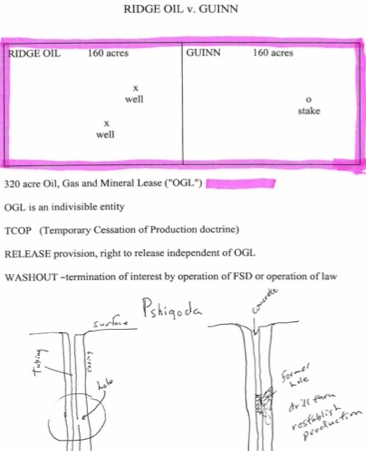 RIDGE OIL v. GUINN
RIDGE OIL 160 acres GUINN 160 acres
x
well
o
stake
x
well
320 acre Oil, Gas and Mineral Lease ("OGL")
OGL is an indivisible entity
TCOP (Temporary Cessation of Production doctrine)
RELEASE provision, right to release independent of OGL
WASHOUT –termination of interest by operation of FSD or operation of law
Pshigoda
surface
Tubing
casing
hole
concrete
former
hole
drill thru
restablish
production